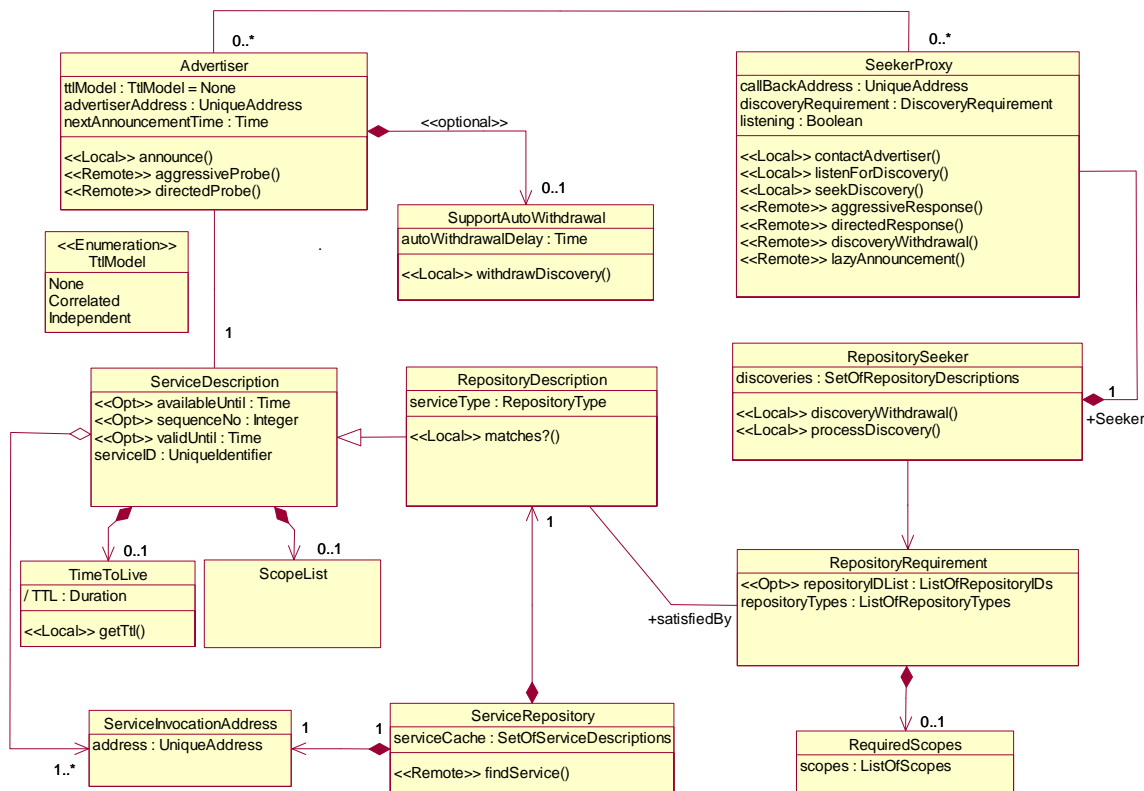 0..*
0..*
Advertiser
ttlModel : TtlModel = None
advertiserAddress : UniqueAddress
nextAnnouncementTime : Time
<<Local>> announce()
<<Remote>> aggressiveProbe()
<<Remote>> directedProbe()
<<optional>>
0..1
SeekerProxy
callBackAddress : UniqueAddress
discoveryRequirement : DiscoveryRequirement
listening : Boolean
<<Local>> contactAdvertiser()
<<Local>> listenForDiscovery()
<<Local>> seekDiscovery()
<<Remote>> aggressiveResponse()
<<Remote>> directedResponse()
<<Remote>> discoveryWithdrawal()
<<Remote>> lazyAnnouncement()
SupportAutoWithdrawal
autoWithdrawalDelay : Time
<<Local>> withdrawDiscovery()
<<Enumeration>>
TtlModel
None
Correlated
Independent
1
ServiceDescription
<<Opt>> availableUntil : Time
<<Opt>> sequenceNo : Integer
<<Opt>> validUntil : Time
serviceID : UniqueIdentifier
RepositoryDescription
serviceType : RepositoryType
<<Local>> matches?()
RepositorySeeker
discoveries : SetOfRepositoryDescriptions
<<Local>> discoveryWithdrawal()
<<Local>> processDiscovery()
1
+Seeker
0..1
0..1
1
TimeToLive
/ TTL : Duration
<<Local>> getTtl()
ScopeList
RepositoryRequirement
<<Opt>> repositoryIDList : ListOfRepositoryIDs
repositoryTypes : ListOfRepositoryTypes
+satisfiedBy
ServiceInvocationAddress
address : UniqueAddress
1..*
1
1
ServiceRepository
serviceCache : SetOfServiceDescriptions
<<Remote>> findService()
0..1
RequiredScopes
scopes : ListOfScopes